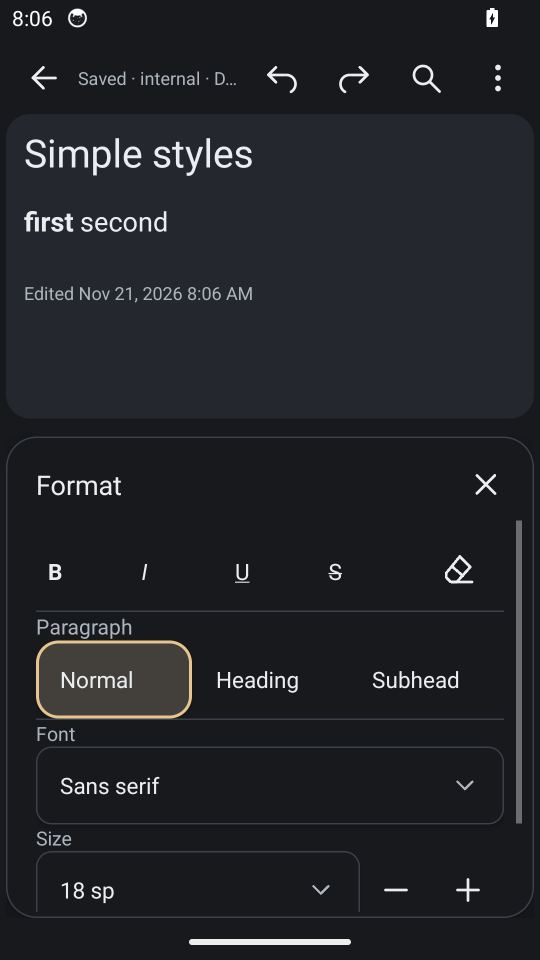 8:06
Saved · internal · D…
Simple styles
first second
Edited Nov 21, 2026 8:06 AM
Format
B I U S
Paragraph
Normal Heading Subhead
Font
Sans serif
Size
18 sp